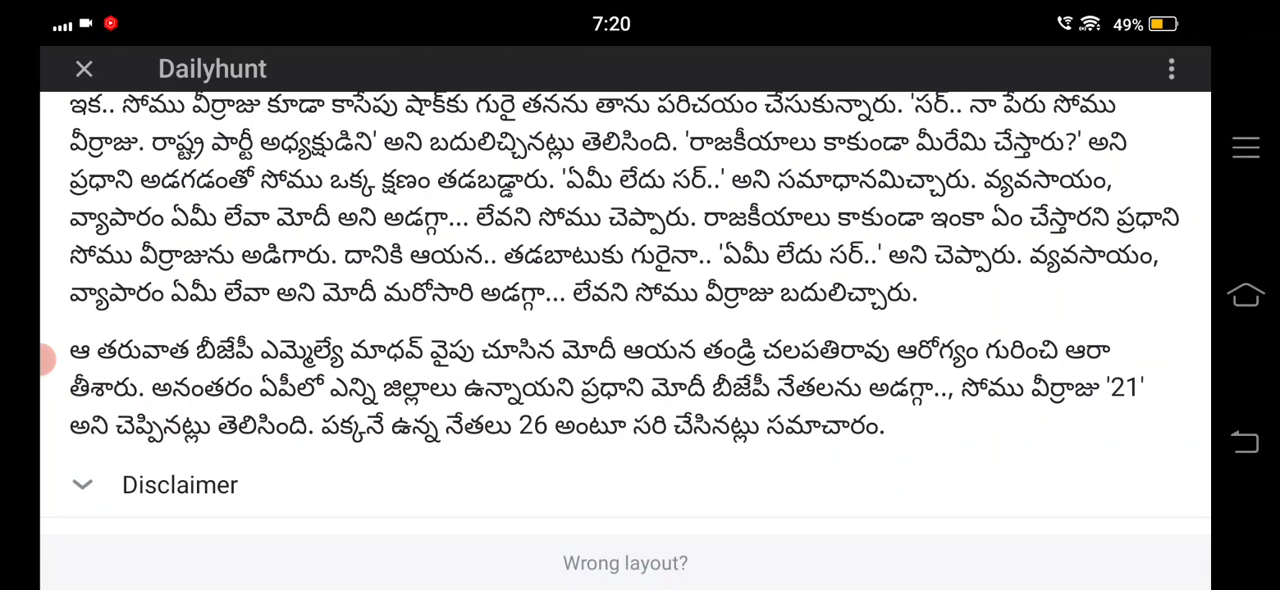 7:20
49%
Dailyhunt
ఇక.. సోము వీర్రాజు కూడా కాసేపు షాక్‌కు గురై తనను తాను పరిచయం చేసుకున్నారు. 'సర్.. నా పేరు సోము
వీర్రాజు. రాష్ట్ర పార్టీ అధ్యక్షుడిని' అని బదులిచ్చినట్లు తెలిసింది. 'రాజకీయాలు కాకుండా మీరేమి చేస్తారు?' అని
ప్రధాని అడగడంతో సోము ఒక్క క్షణం తడబడ్డారు. 'ఏమీ లేదు సర్..' అని సమాధానమిచ్చారు. వ్యవసాయం,
వ్యాపారం ఏమీ లేవా మోదీ అని అడగ్గా... లేవని సోము చెప్పారు. రాజకీయాలు కాకుండా ఇంకా ఏం చేస్తారని ప్రధాని
సోము వీర్రాజును అడిగారు. దానికి ఆయన.. తడబాటుకు గురైనా.. 'ఏమీ లేదు సర్..' అని చెప్పారు. వ్యవసాయం,
వ్యాపారం ఏమీ లేవా అని మోదీ మరోసారి అడగ్గా... లేవని సోము వీర్రాజు బదులిచ్చారు.
ఆ తరువాత బీజేపీ ఎమ్మెల్యే మాధవ్ వైపు చూసిన మోదీ ఆయన తండ్రి చలపతిరావు ఆరోగ్యం గురించి ఆరా
తీశారు. అనంతరం ఏపీలో ఎన్ని జిల్లాలు ఉన్నాయని ప్రధాని మోదీ బీజేపీ నేతలను అడగ్గా.., సోము వీర్రాజు '21'
అని చెప్పినట్లు తెలిసింది. పక్కనే ఉన్న నేతలు 26 అంటూ సరి చేసినట్లు సమాచారం.
Disclaimer
Wrong layout?